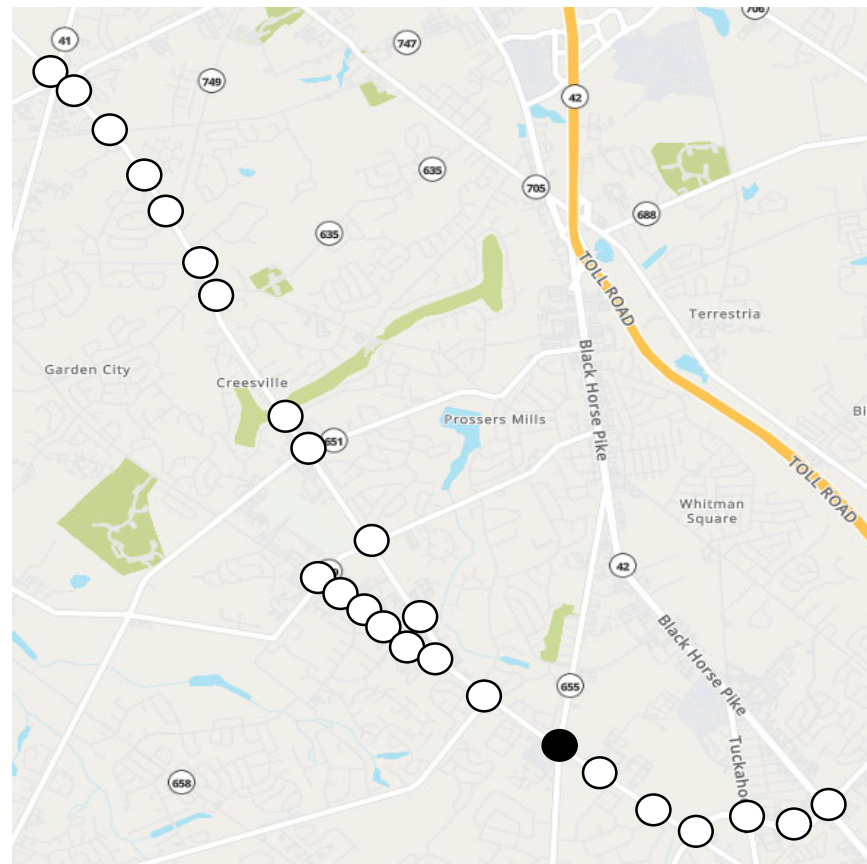 706
41
747
749
42
635
705
688
635
TOLL ROAD
Terrestria
Garden City
Creesville
Black Horse Pike
Prossers Mills
651
TOLL ROAD
Whitman
Square
42
Black Horse Pike
655
658